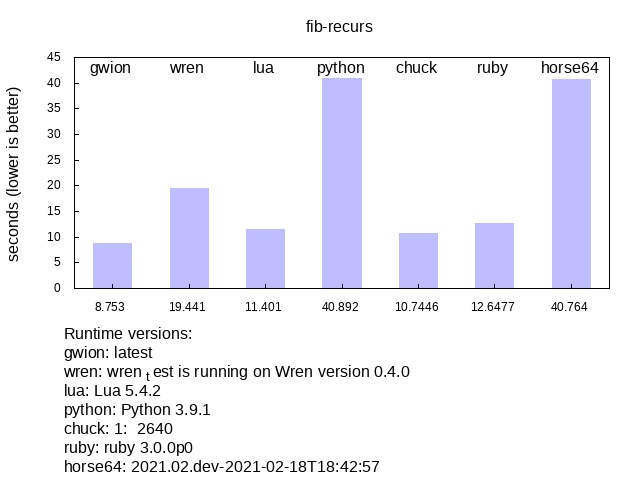 fib-recurs
seconds (lower is better)
45
40
35
30
25
20
15
10
5
0
gwion wren lua python chuck ruby horse64
8.753 19.441 11.401 40.892 10.7446 12.6477 40.764
Runtime versions:
gwion: latest
wren: wren t est is running on Wren version 0.4.0
lua: Lua 5.4.2
python: Python 3.9.1
chuck: 1: 2640
ruby: ruby 3.0.0p0
horse64: 2021.02.dev-2021-02-18T18:42:57